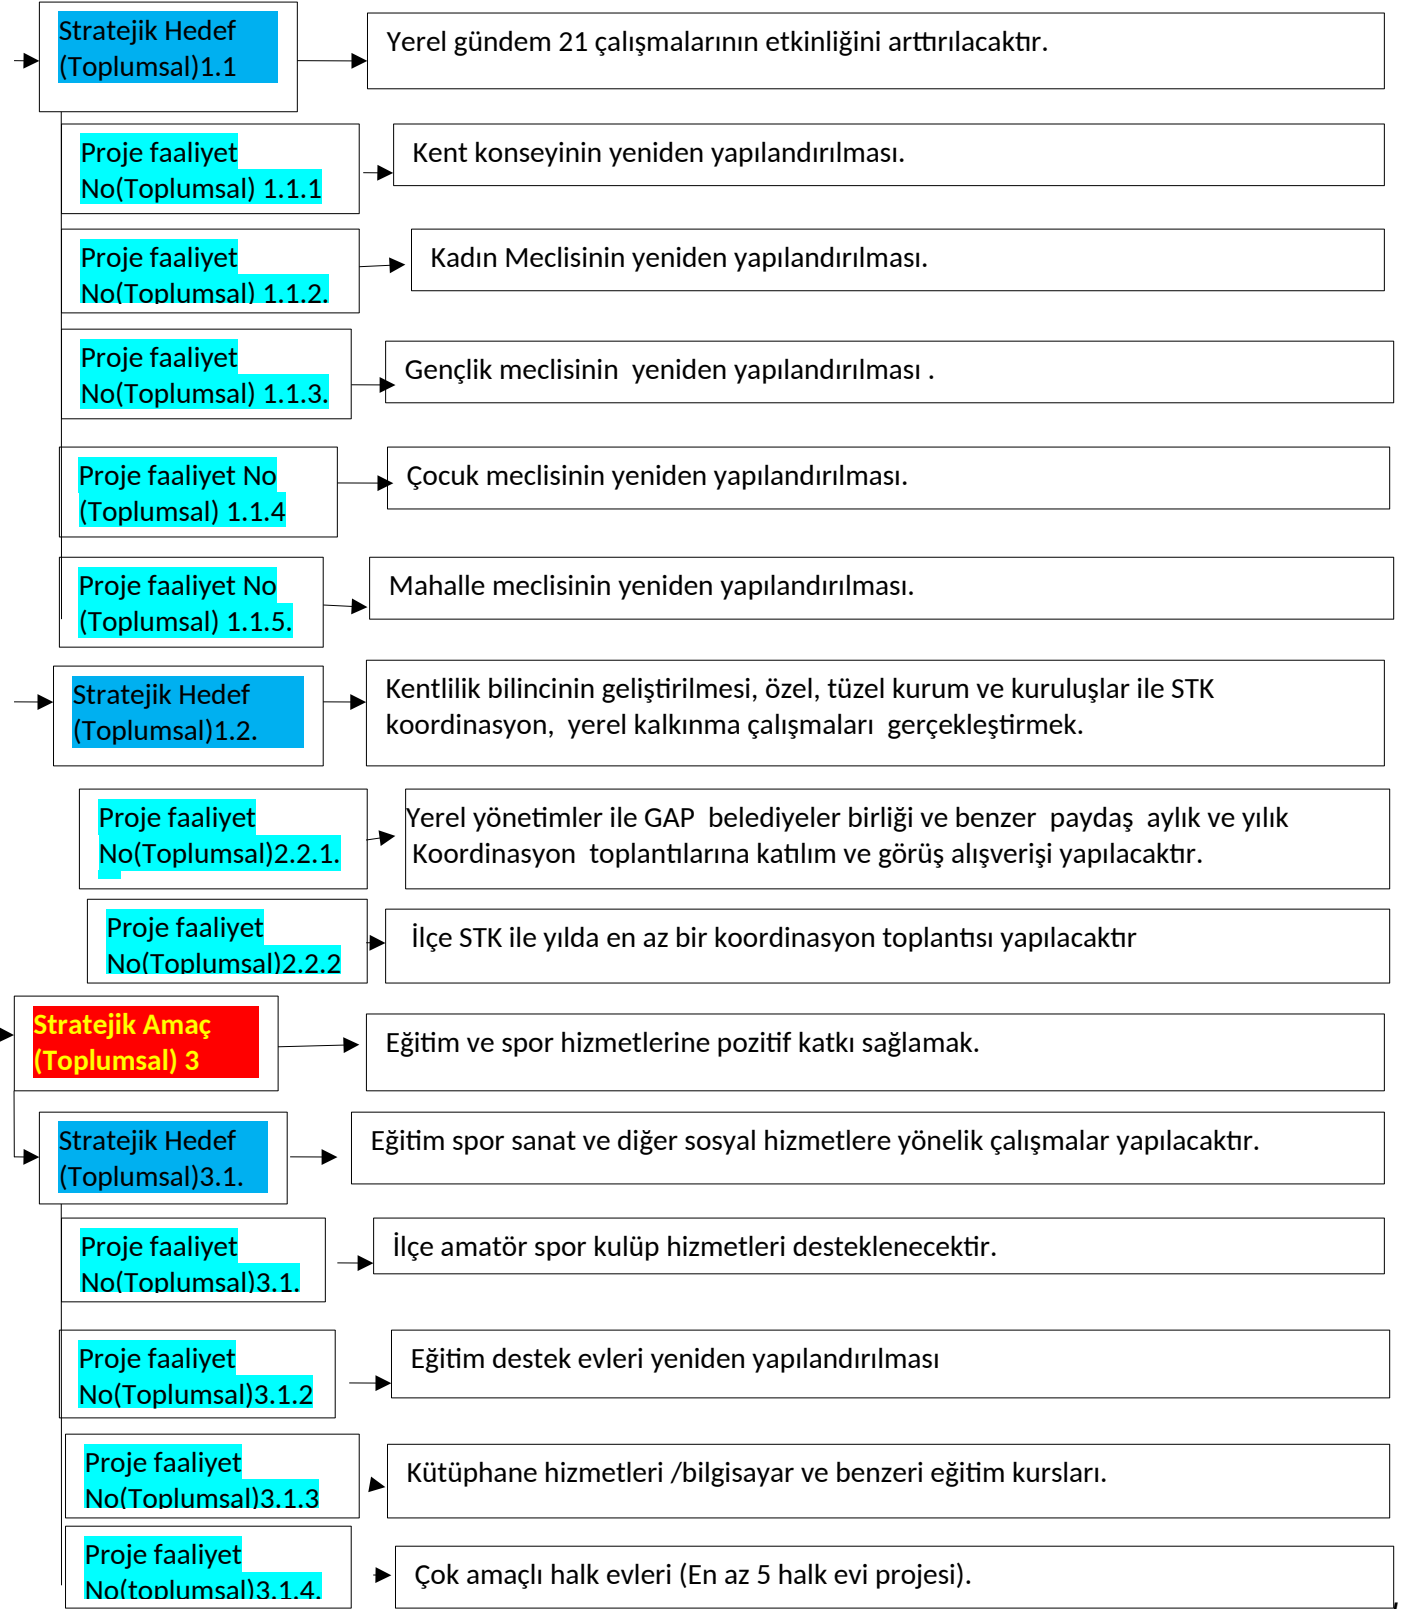 Stratejik Hedef
(Toplumsal)1.1
Yerel gündem 21 çalışmalarının etkinliğini arttırılacaktır.
Proje faaliyet
No(Toplumsal) 1.1.1
Kent konseyinin yeniden yapılandırılması.
Proje faaliyet
No(Toplumsal) 1.1.2.
Kadın Meclisinin yeniden yapılandırılması.
Proje faaliyet
No(Toplumsal) 1.1.3.
Gençlik meclisinin  yeniden yapılandırılması .
Proje faaliyet No
(Toplumsal) 1.1.4
Çocuk meclisinin yeniden yapılandırılması.
Proje faaliyet No
(Toplumsal) 1.1.5.
Mahalle meclisinin yeniden yapılandırılması.
Stratejik Hedef
(Toplumsal)1.2.
Kentlilik bilincinin geliştirilmesi, özel, tüzel kurum ve kuruluşlar ile STK
koordinasyon,  yerel kalkınma çalışmaları  gerçekleştirmek.
Proje faaliyet
No(Toplumsal)2.2.1.
Yerel yönetimler ile GAP  belediyeler birliği ve benzer  paydaş  aylık ve yılık
Koordinasyon  toplantılarına katılım ve görüş alışverişi yapılacaktır.
Proje faaliyet
No(Toplumsal)2.2.2
İlçe STK ile yılda en az bir koordinasyon toplantısı yapılacaktır
Stratejik Amaç
(Toplumsal) 3
Eğitim ve spor hizmetlerine pozitif katkı sağlamak.
Stratejik Hedef
(Toplumsal)3.1.
Eğitim spor sanat ve diğer sosyal hizmetlere yönelik çalışmalar yapılacaktır.
Proje faaliyet
No(Toplumsal)3.1.
İlçe amatör spor kulüp hizmetleri desteklenecektir.
Proje faaliyet
No(Toplumsal)3.1.2
Eğitim destek evleri yeniden yapılandırılması
Proje faaliyet
No(Toplumsal)3.1.3
Kütüphane hizmetleri /bilgisayar ve benzeri eğitim kursları.
Proje faaliyet
No(toplumsal)3.1.4.
Çok amaçlı halk evleri (En az 5 halk evi projesi).